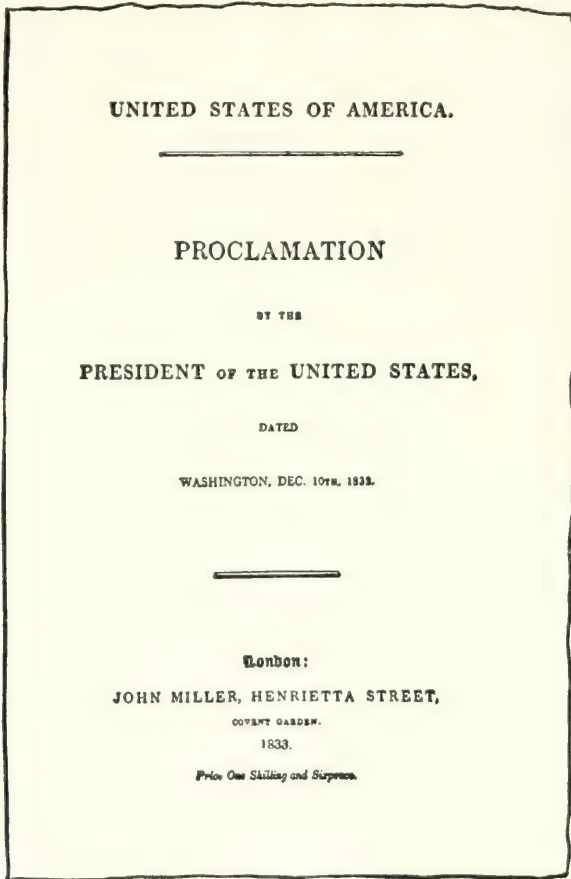 UNITED STATES OF AMERICA.
PROCLAMATION
BY THE
PRESIDENT OF THE UNITED STATES,
DATED
WASHINGTON, DEC. 10TH, 1832.
London:
JOHN MILLER, HENRIETTA STREET,
COVENT GARDEN.
1833.
Price One Shilling and Sixpence.